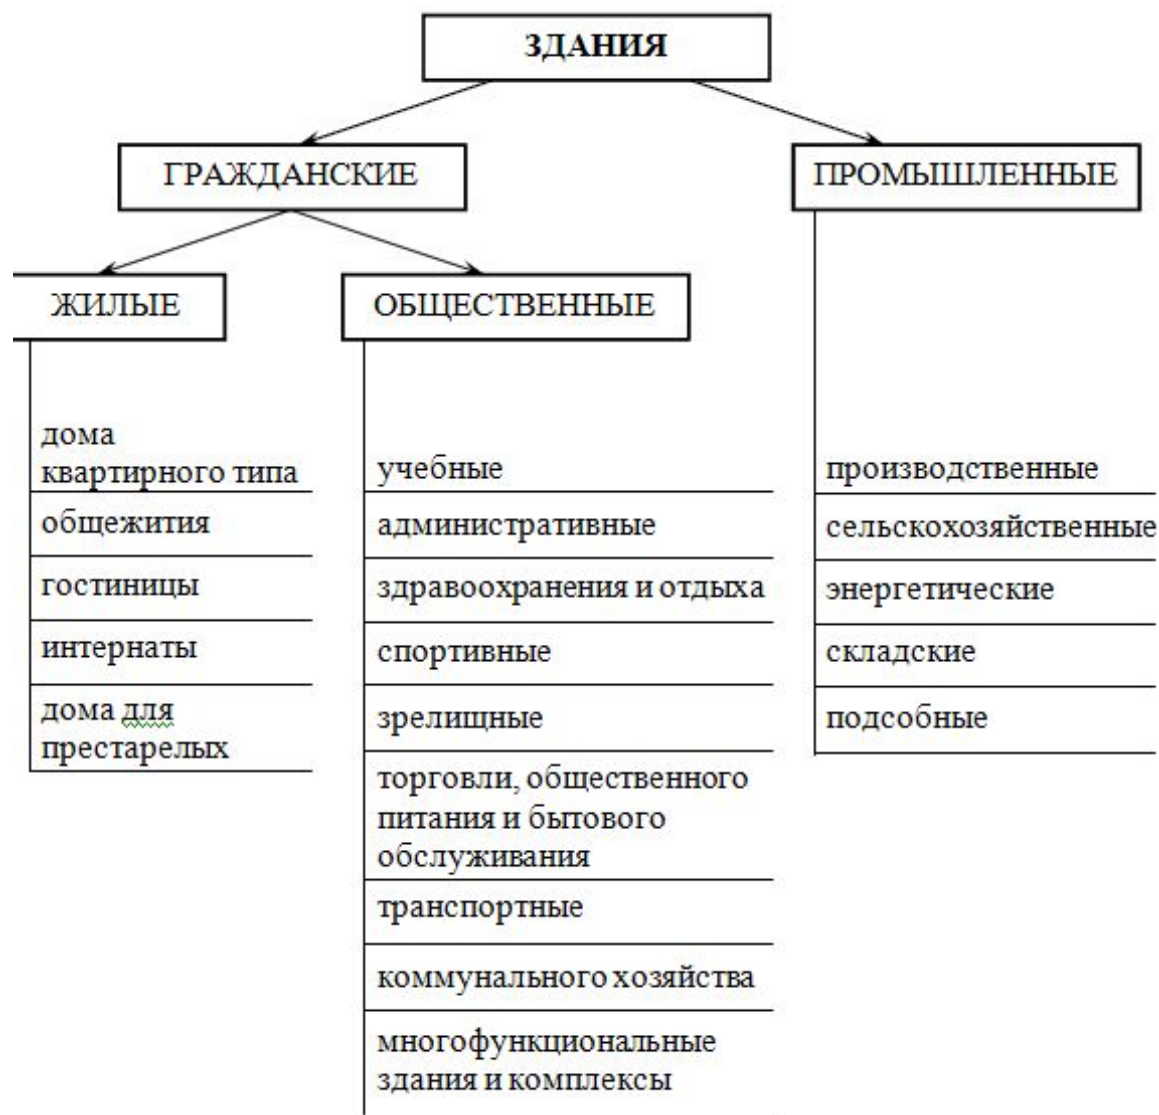 ЗДАНИЯ
ГРАЖДАНСКИЕ
ПРОМЫШЛЕННЫЕ
ЖИЛЫЕ
ОБЩЕСТВЕННЫЕ
дома
квартирного типа
общежития
гостиницы
интернаты
дома для
престарелых
учебные
административные
здравоохранения и отдыха
спортивные
зрелищные
торговли, общественного
питания и бытового
обслуживания
транспортные
коммунального хозяйства
многофункциональные
здания и комплексы
производственные
сельскохозяйственные
энергетические
складские
подсобные